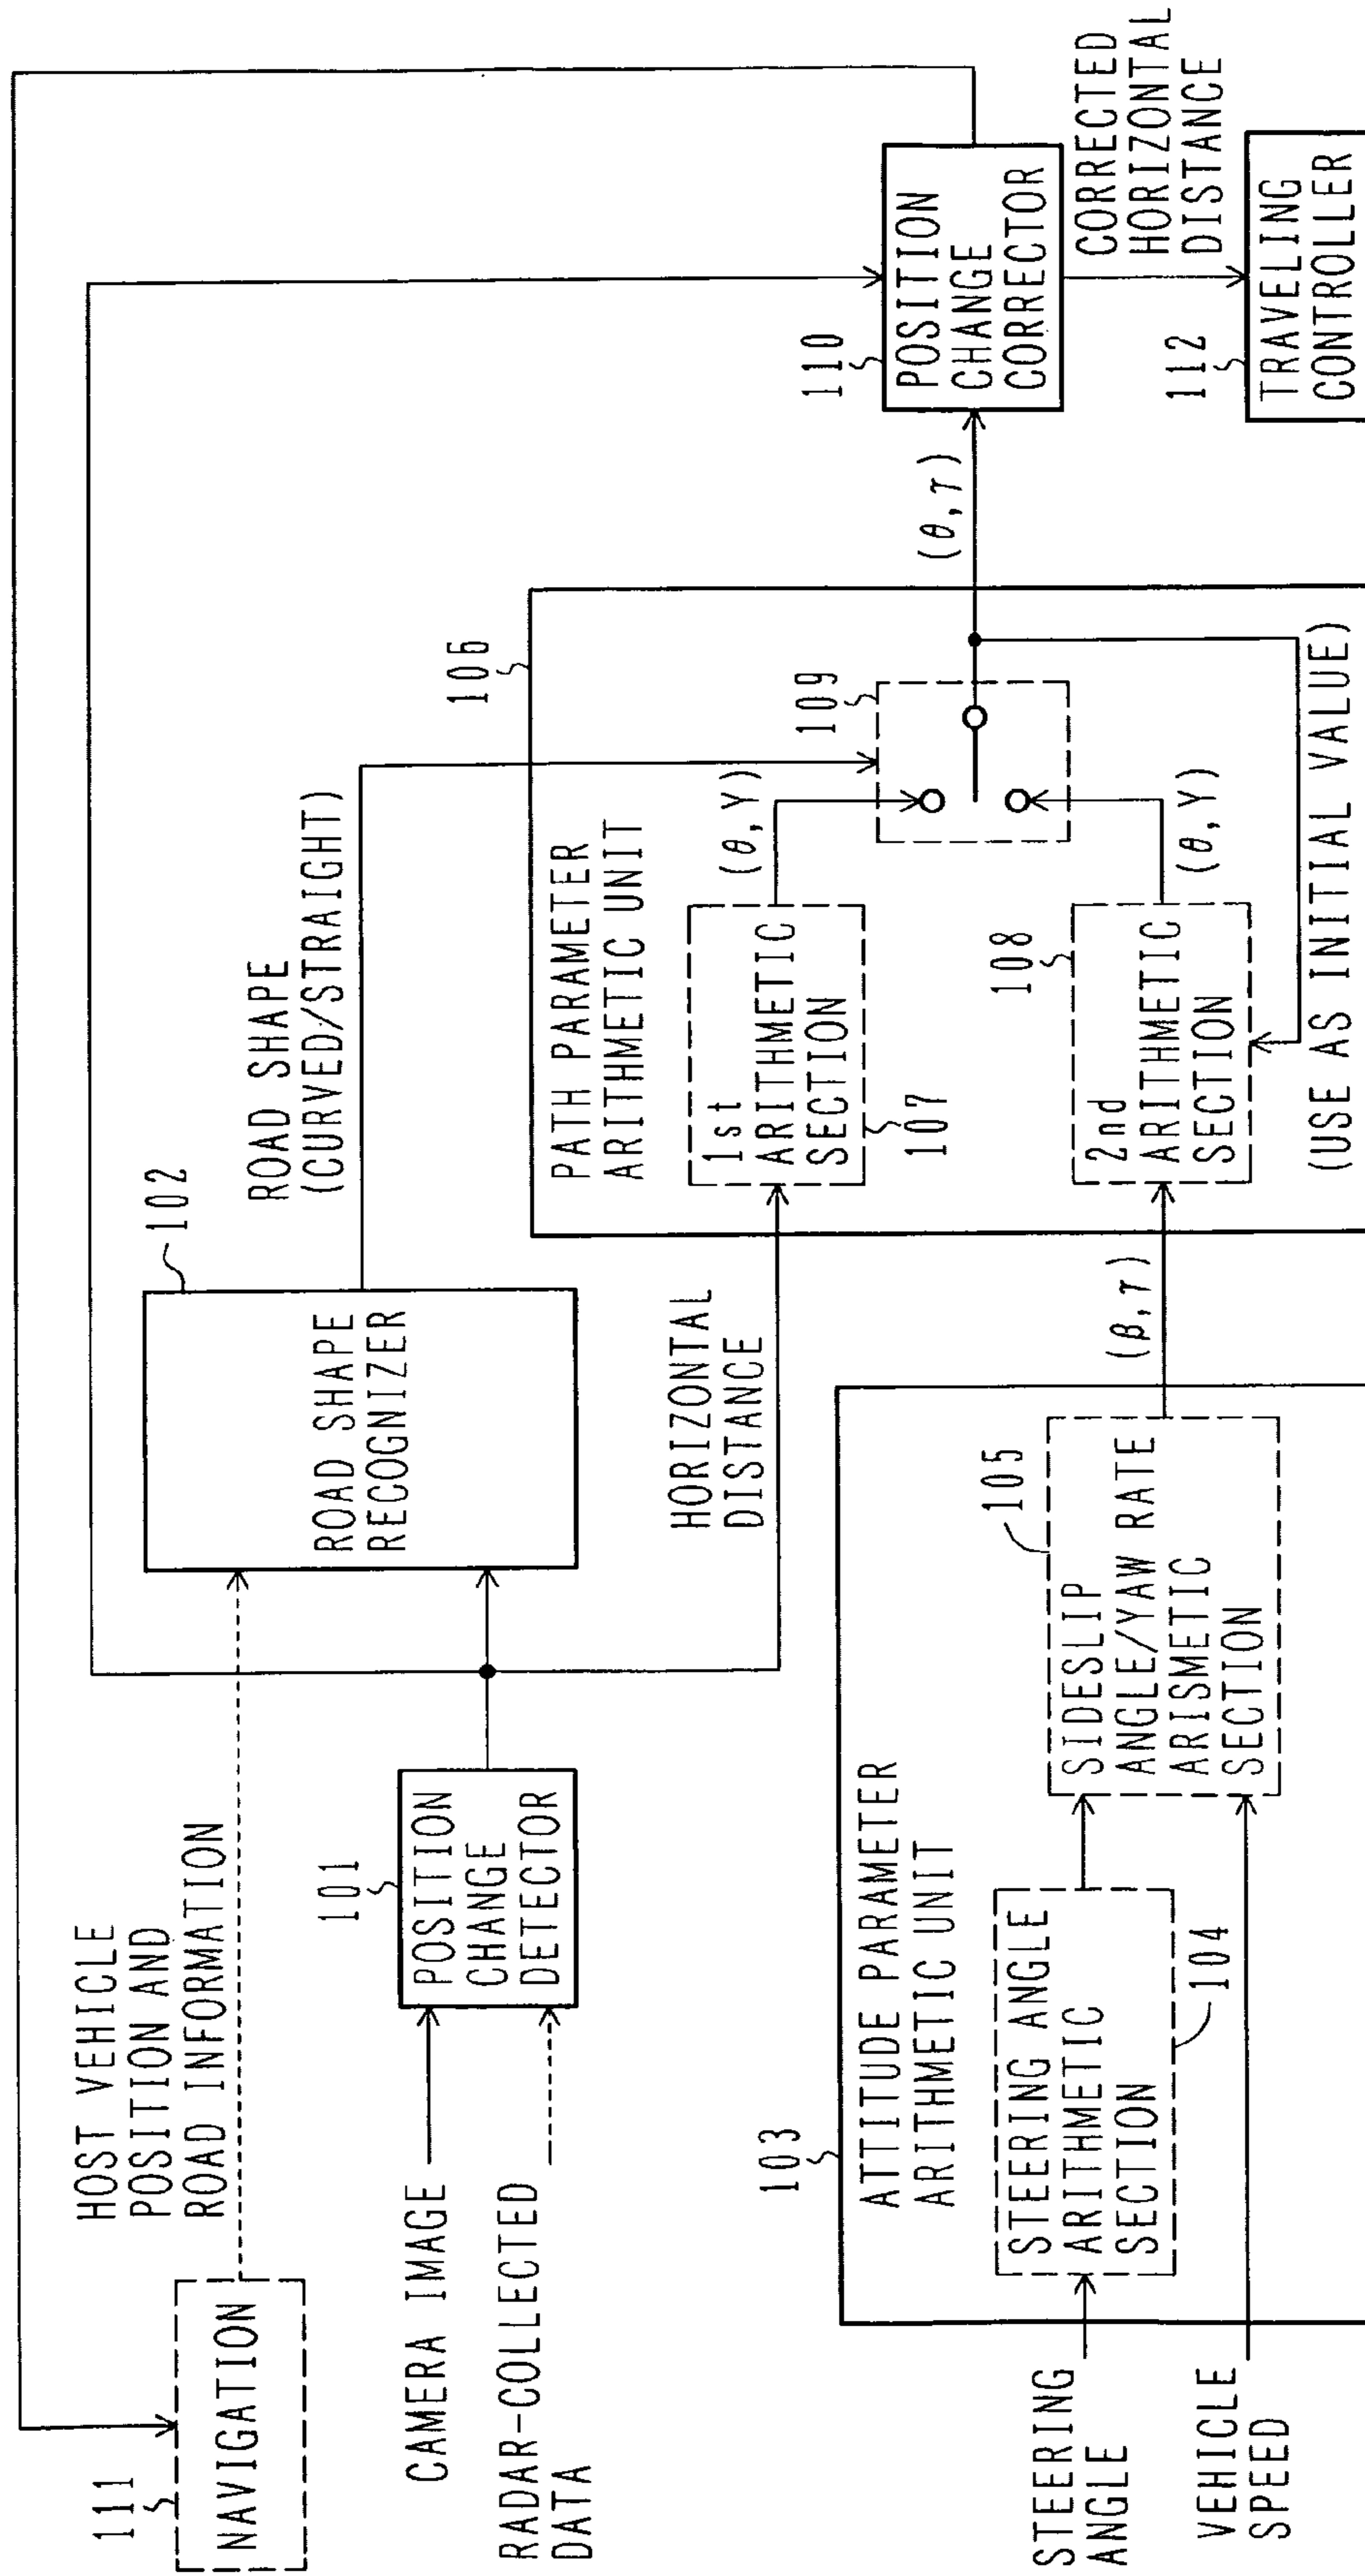 111
NAVIGATION
HOST VEHICLE
POSITION AND
ROAD INFORMATION
102
ROAD SHAPE
RECOGNIZER
ROAD SHAPE
(CURVED/STRAIGHT)
CAMERA IMAGE
RADAR-COLLECTED
DATA
101
POSITION
CHANGE
DETECTOR
HORIZONTAL
DISTANCE
106
PATH PARAMETER
ARITHMETIC UNIT
1st
ARITHMETIC
SECTION
107
(θ,Y)
109
108
2nd
ARITHMETIC
SECTION
(θ,Y)
(USE AS INITIAL VALUE)
(θ,γ)
110
POSITION
CHANGE
CORRECTOR
CORRECTED
HORIZONTAL
DISTANCE
112
TRAVELING
CONTROLLER
103
ATTITUDE PARAMETER
ARITHMETIC UNIT
STEERING
ANGLE
VEHICLE
SPEED
STEERING ANGLE
ARITHMETIC
SECTION
104
105
SIDESLIP
ANGLE/YAW RATE
ARISMETIC
SECTION
(β,γ)